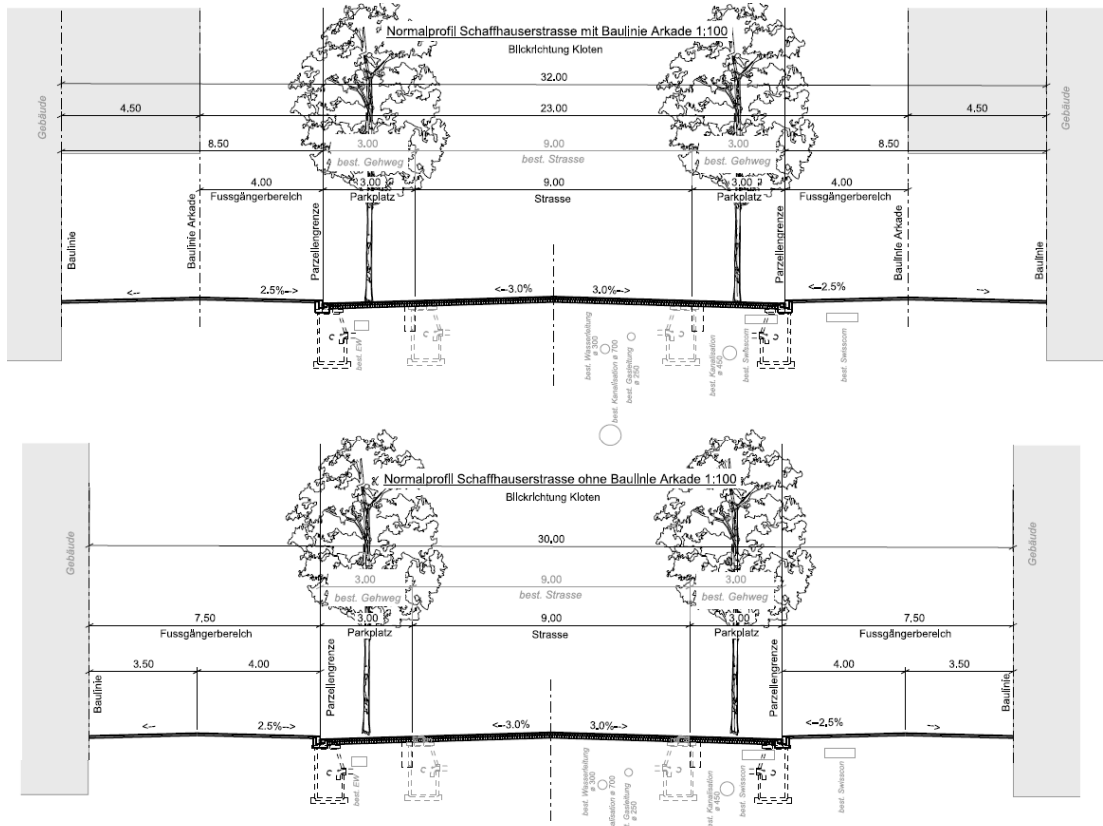 Normalprofil Schaffhauserstrasse mit Baulinie Arkade 1:100
Blickrichtung Kloten
32.00
4.50 23.00 4.50
Gebäude Gebäude
8.50 3.00 9.00 3.00 8.50
best. Gehweg best. Strasse best. Gehweg
4.00 3.00 9.00 3.00 4.00
Fussgängerbereich Parkplatz Strasse Parkplatz Fussgängerbereich
Baulinie Baulinie Arkade Parzellengrenze Parzellengrenze Baulinie Arkade Baulinie
<-- 2.5%--> <--3.0% 3.0%--> <--2.5% -->
best. EW
best. Wasserleitung
ø 300
best. Kanalisation ø 700
best. Gasleitung
ø 250
best. Kanalisation
ø 450
best. Swisscom
best. Swisscom
Normalprofil Schaffhauserstrasse ohne Baulinie Arkade 1:100
Blickrichtung Kloten
30.00
Gebäude Gebäude
3.00 9.00 3.00
best. Gehweg best. Strasse best. Gehweg
7.50 3.00 9.00 3.00 7.50
Fussgängerbereich Parkplatz Strasse Parkplatz Fussgängerbereich
3.50 4.00 4.00 3.50
Baulinie Parzellengrenze Parzellengrenze Baulinie
<-- 2.5%--> <--3.0% 3.0%--> <--2.5% -->
best. EW
best. Wasserleitung
ø 300
ø 700
Gasleitung
ø 250
best. Kanalisation
ø 450
best. Swisscom
best. Swisscom